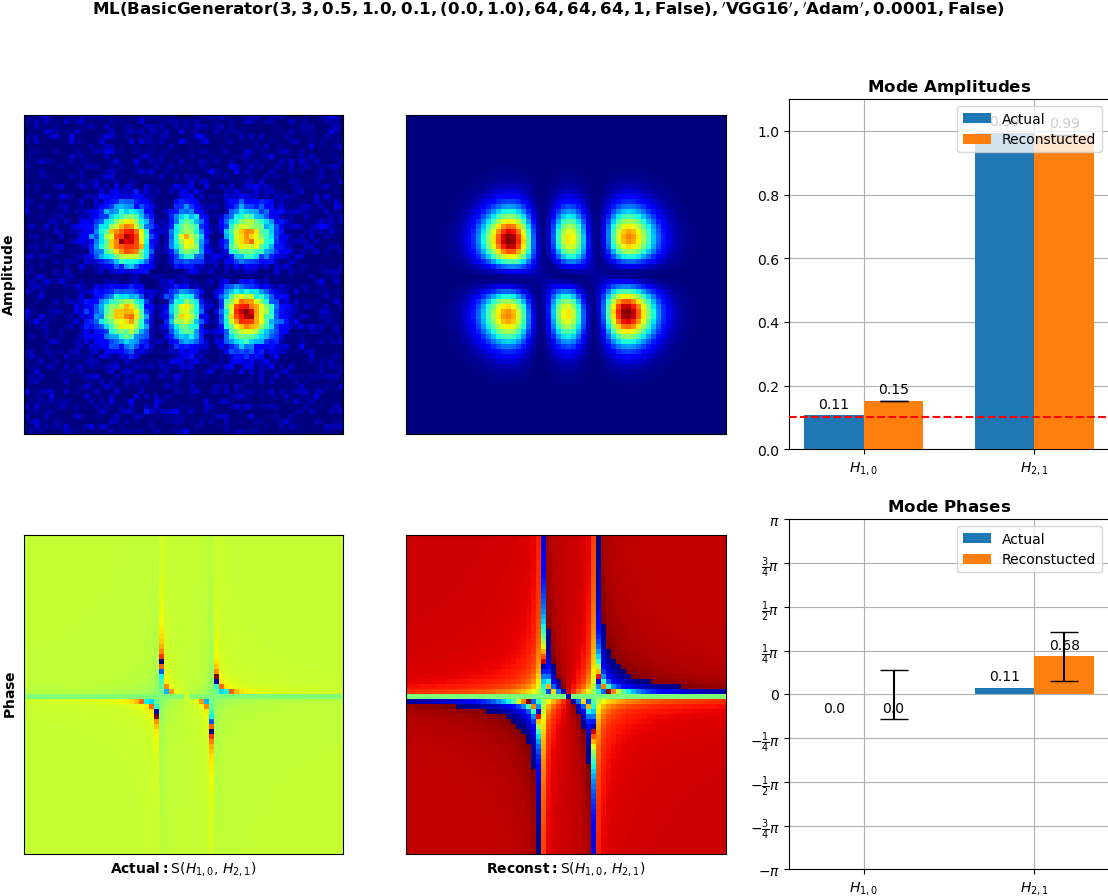 ML(BasicGenerator(3, 3, 0.5, 1.0, 0.1, (0.0, 1.0), 64, 64, 64, 1, False), ′VGG16′, ′Adam′, 0.0001, False)
Amplitude
Mode Amplitudes
Actual
Reconstucted
0.99
1.0
0.8
0.6
0.4
0.2
0.0
0.11
0.15
H1, 0
H2, 1
Phase
Actual: S(H1, 0, H2, 1)
Reconst: S(H1, 0, H2, 1)
Mode Phases
Actual
Reconstucted
π
3/4π
1/2π
1/4π
0
−1/4π
−1/2π
−3/4π
−π
0.0
0.0
0.11
0.68
H1, 0
H2, 1